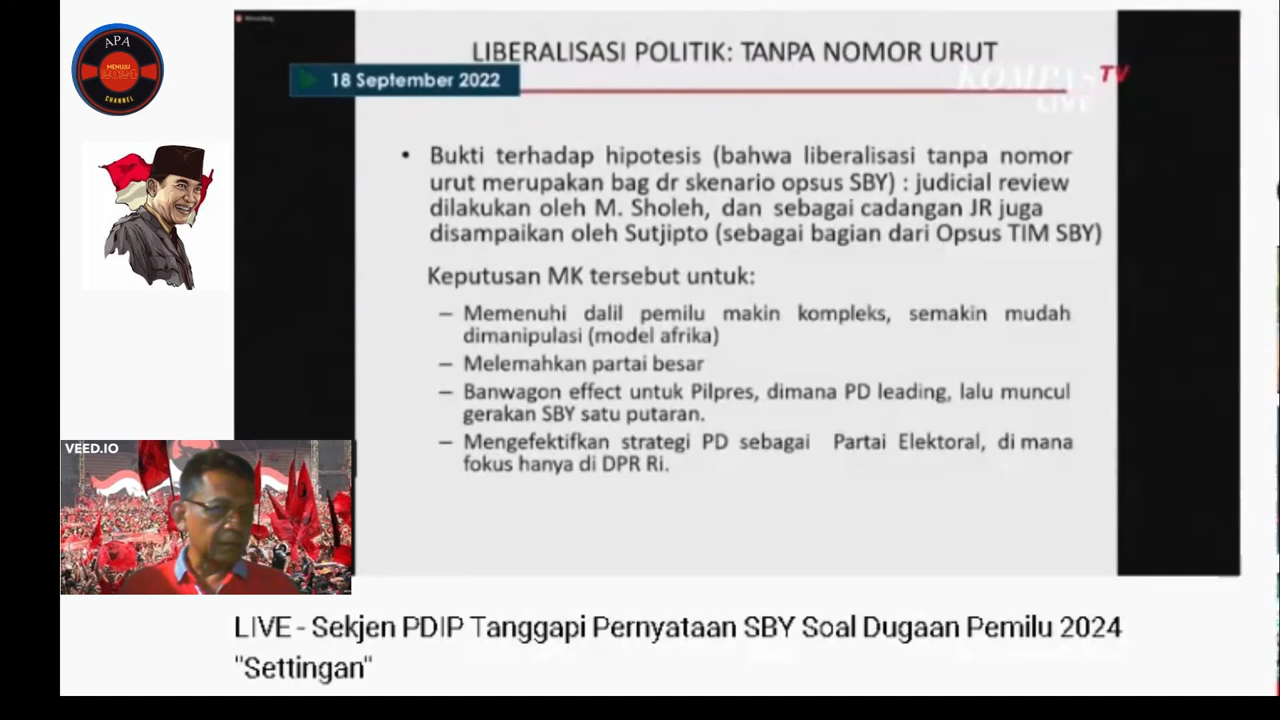 APA
MENUJU
2024
CHANNEL
Recording
LIBERALISASI POLITIK: TANPA NOMOR URUT
18 September 2022
KOMPAS TV
LIVE
• Bukti terhadap hipotesis (bahwa liberalisasi tanpa nomor
urut merupakan bag dr skenario opsus SBY) : judicial review
dilakukan oleh M. Sholeh, dan sebagai cadangan JR juga
disampaikan oleh Sutjipto (sebagai bagian dari Opsus TIM SBY)
Keputusan MK tersebut untuk:
– Memenuhi dalil pemilu makin kompleks, semakin mudah
dimanipulasi (model afrika)
– Melemahkan partai besar
– Banwagon effect untuk Pilpres, dimana PD leading, lalu muncul
gerakan SBY satu putaran.
– Mengefektifkan strategi PD sebagai Partai Elektoral, di mana
fokus hanya di DPR Ri.
VEED.IO
LIVE - Sekjen PDIP Tanggapi Pernyataan SBY Soal Dugaan Pemilu 2024
"Settingan"